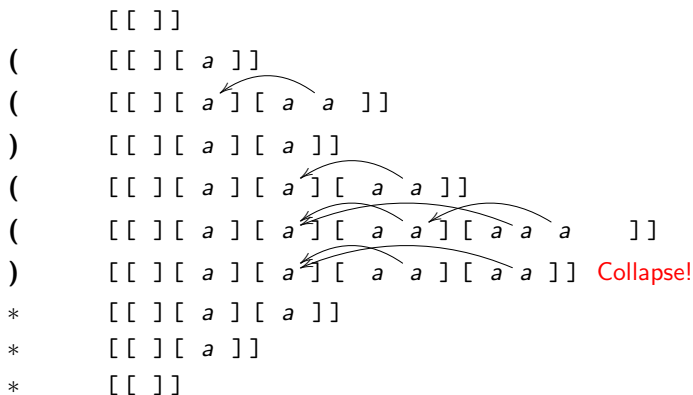 [[ ]]
( [[ ][ a ]]
( [[ ][ a ][ a a ]]
) [[ ][ a ][ a ]]
( [[ ][ a ][ a ][ a a ]]
( [[ ][ a ][ a ][ a a ][ a a a ]]
) [[ ][ a ][ a ][ a a ][ a a ]] Collapse!
* [[ ][ a ][ a ]]
* [[ ][ a ]]
* [[ ]]